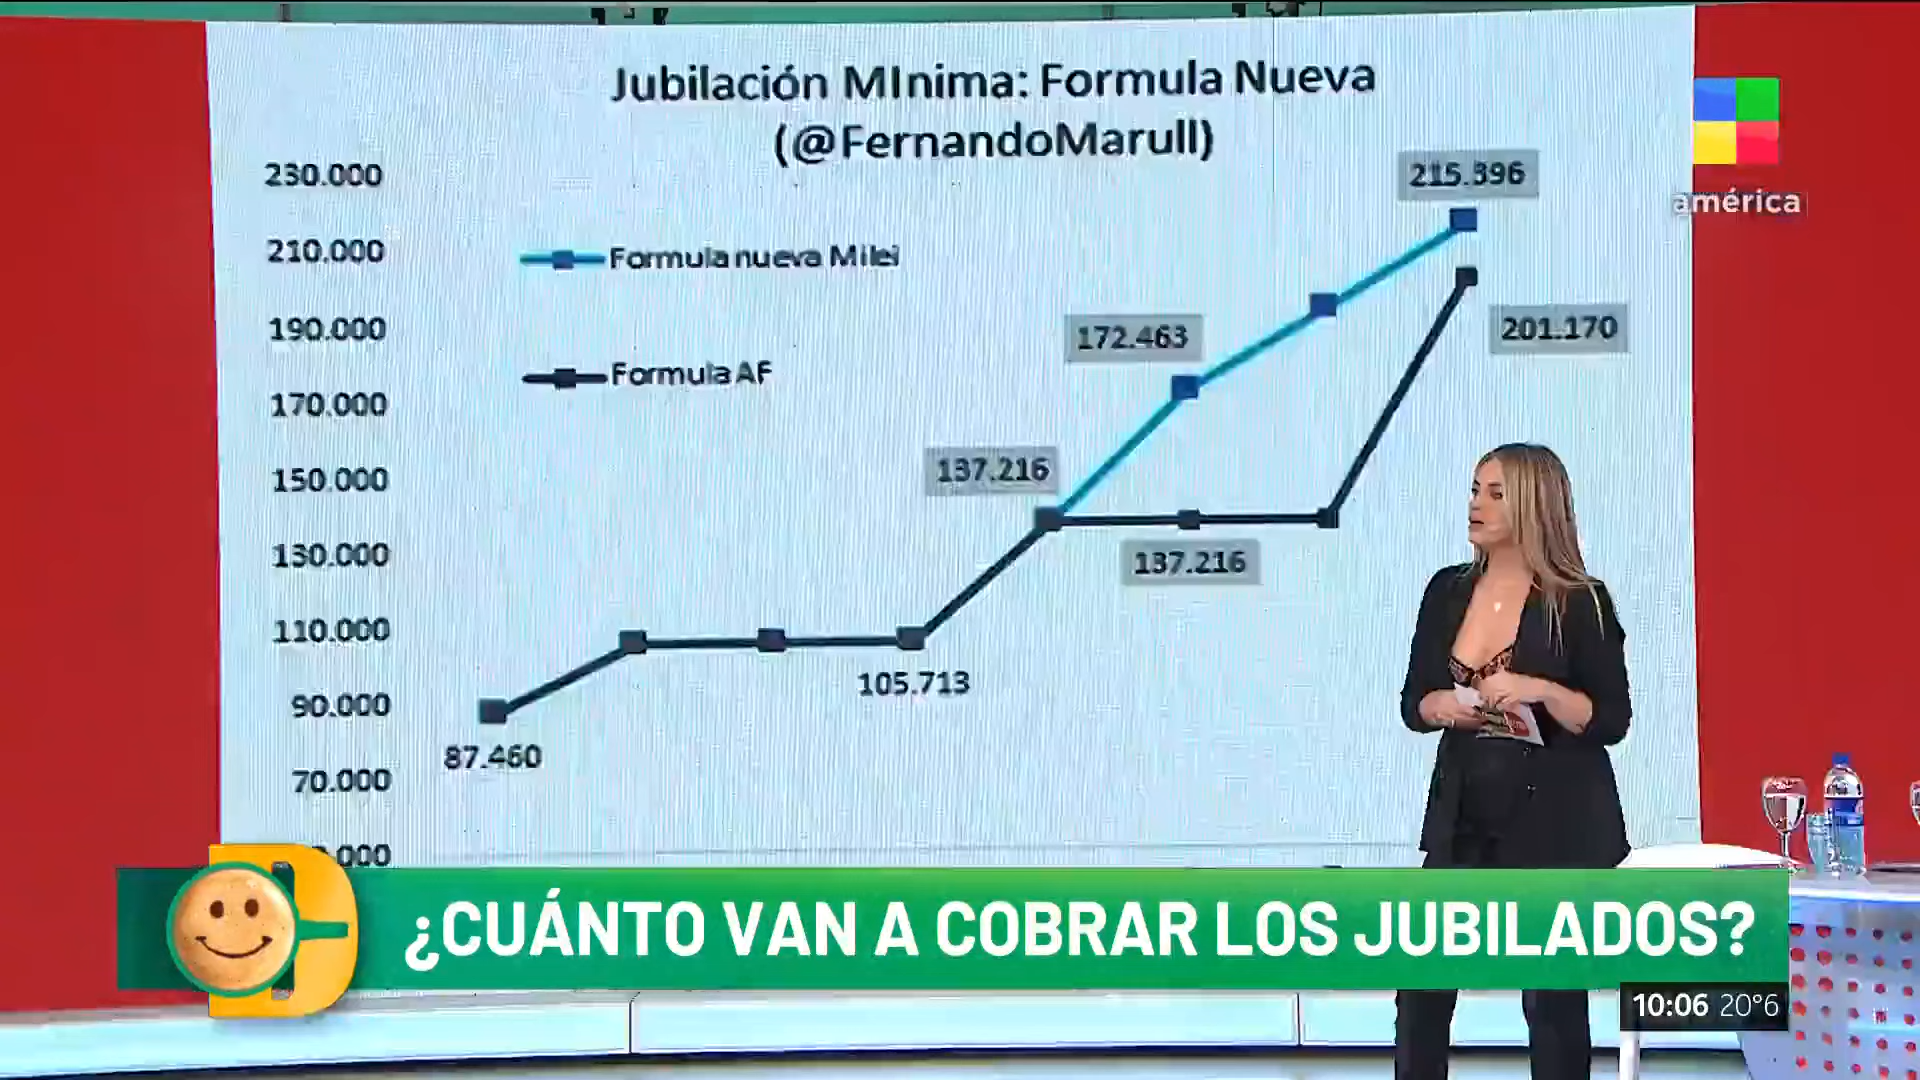 Jubilación MInima: Formula Nueva
(@FernandoMarull)
230.000
210.000
190.000
170.000
150.000
130.000
110.000
90.000
70.000
Formula nueva Milei
Formula AF
215.396
201.170
172.463
137.216
137.216
105.713
87.460
américa
¿CUÁNTO VAN A COBRAR LOS JUBILADOS?
10:06 20°6